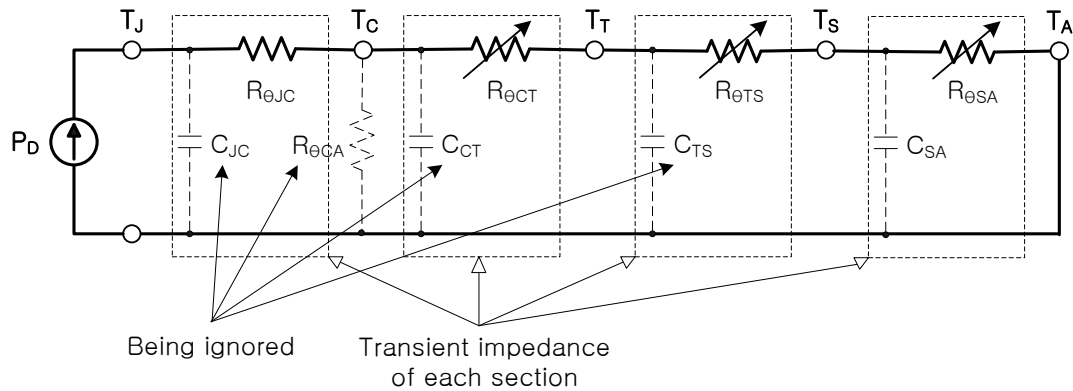 T_J T_C T_T T_S T_A
R_θJC R_θCT R_θTS R_θSA
P_D C_JC R_θCA C_CT C_TS C_SA
Being ignored
Transient impedance
of each section